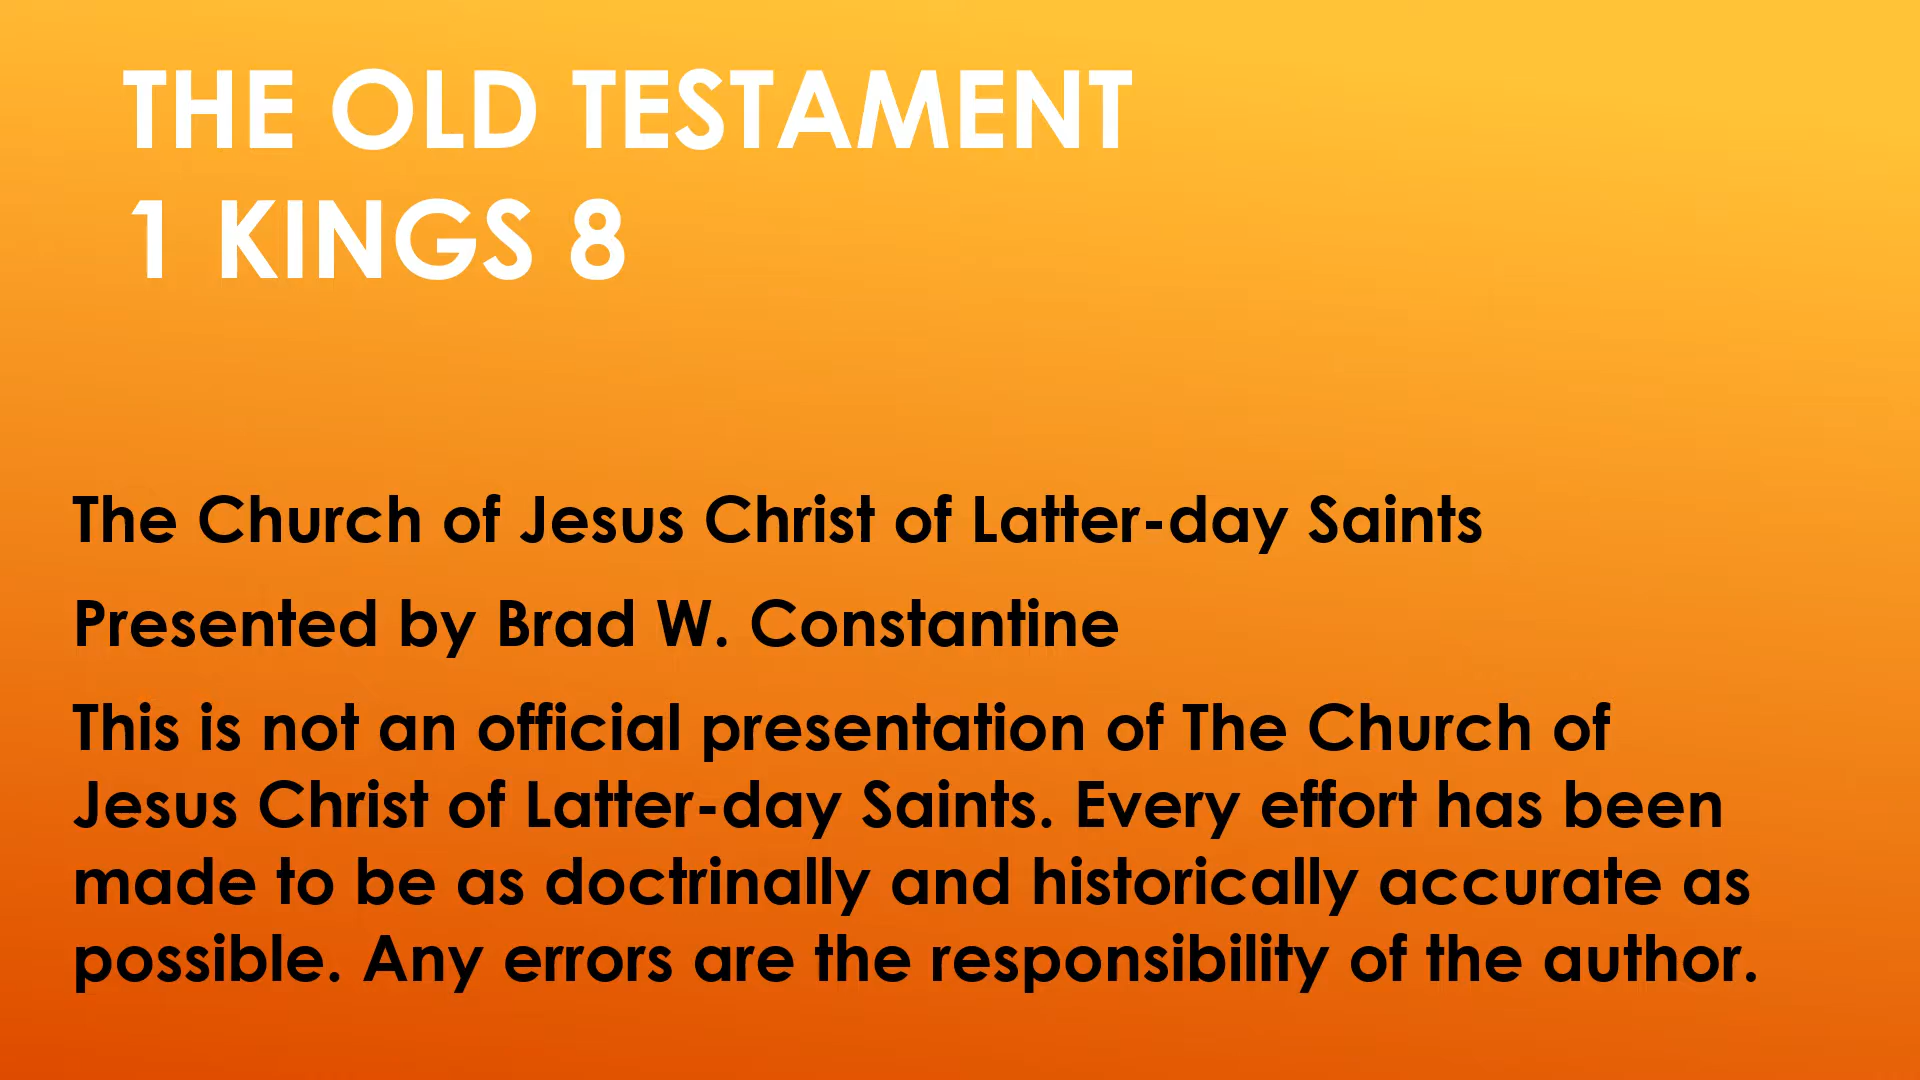 THE OLD TESTAMENT
1 KINGS 8
The Church of Jesus Christ of Latter-day Saints
Presented by Brad W. Constantine
This is not an official presentation of The Church of
Jesus Christ of Latter-day Saints. Every effort has been
made to be as doctrinally and historically accurate as
possible. Any errors are the responsibility of the author.